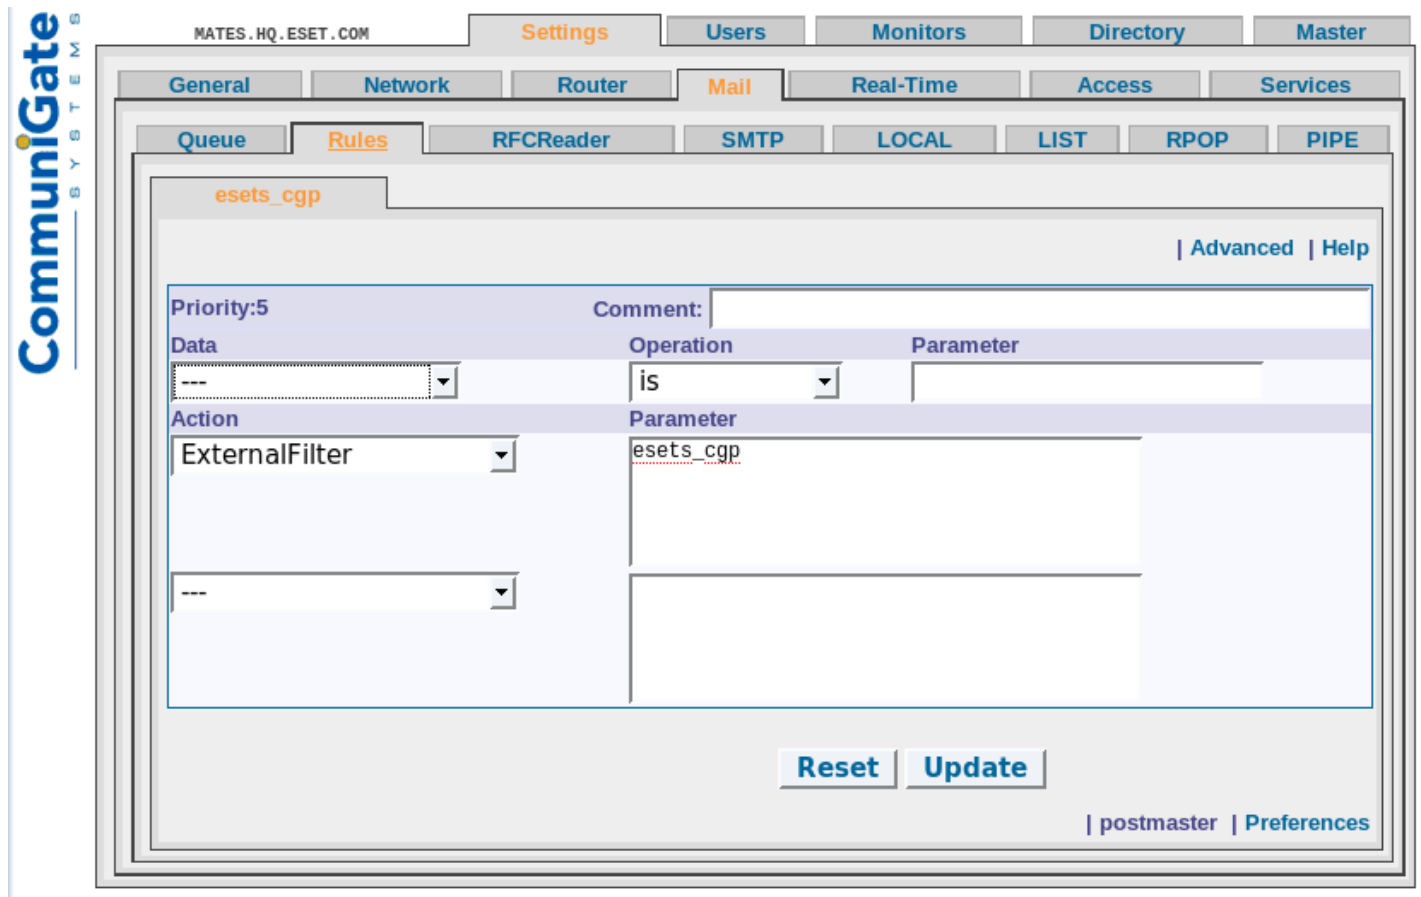 CommuniGate
SYSTEMS
MATES.HQ.ESET.COM
Settings Users Monitors Directory Master
General Network Router Mail Real-Time Access Services
Queue Rules RFCReader SMTP LOCAL LIST RPOP PIPE
esets_cgp
| Advanced | Help
Priority:5 Comment:
Data Operation Parameter
--- is
Action Parameter
ExternalFilter esets_cgp
---
Reset Update
| postmaster | Preferences